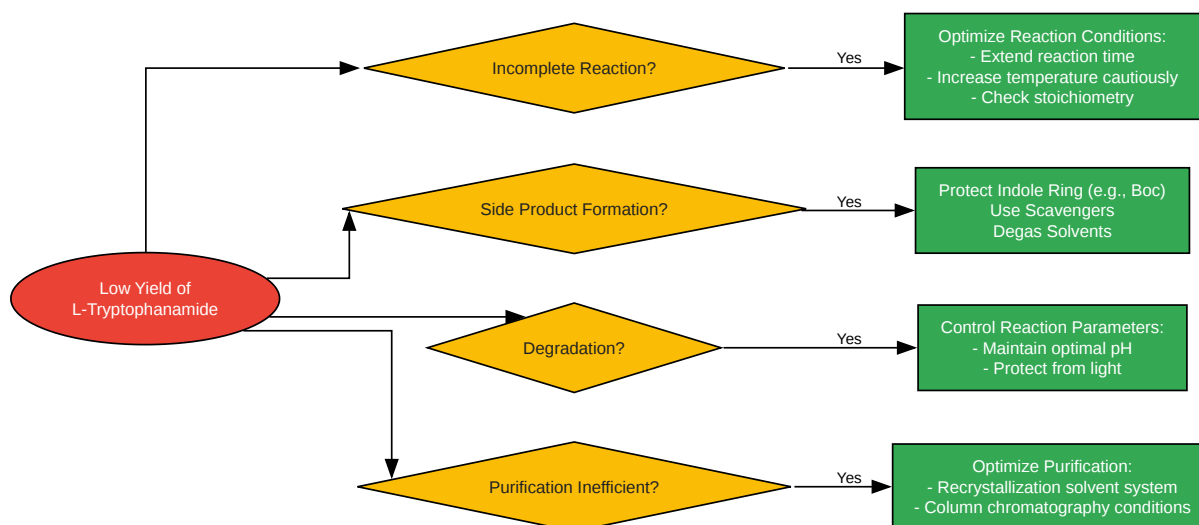 Incomplete Reaction?
Yes
Optimize Reaction Conditions:
- Extend reaction time
- Increase temperature cautiously
- Check stoichiometry
Side Product Formation?
Yes
Protect Indole Ring (e.g., Boc)
Use Scavengers
Degas Solvents
Low Yield of
L-Tryptophanamide
Degradation?
Yes
Control Reaction Parameters:
- Maintain optimal pH
- Protect from light
Purification Inefficient?
Yes
Optimize Purification:
- Recrystallization solvent system
- Column chromatography conditions